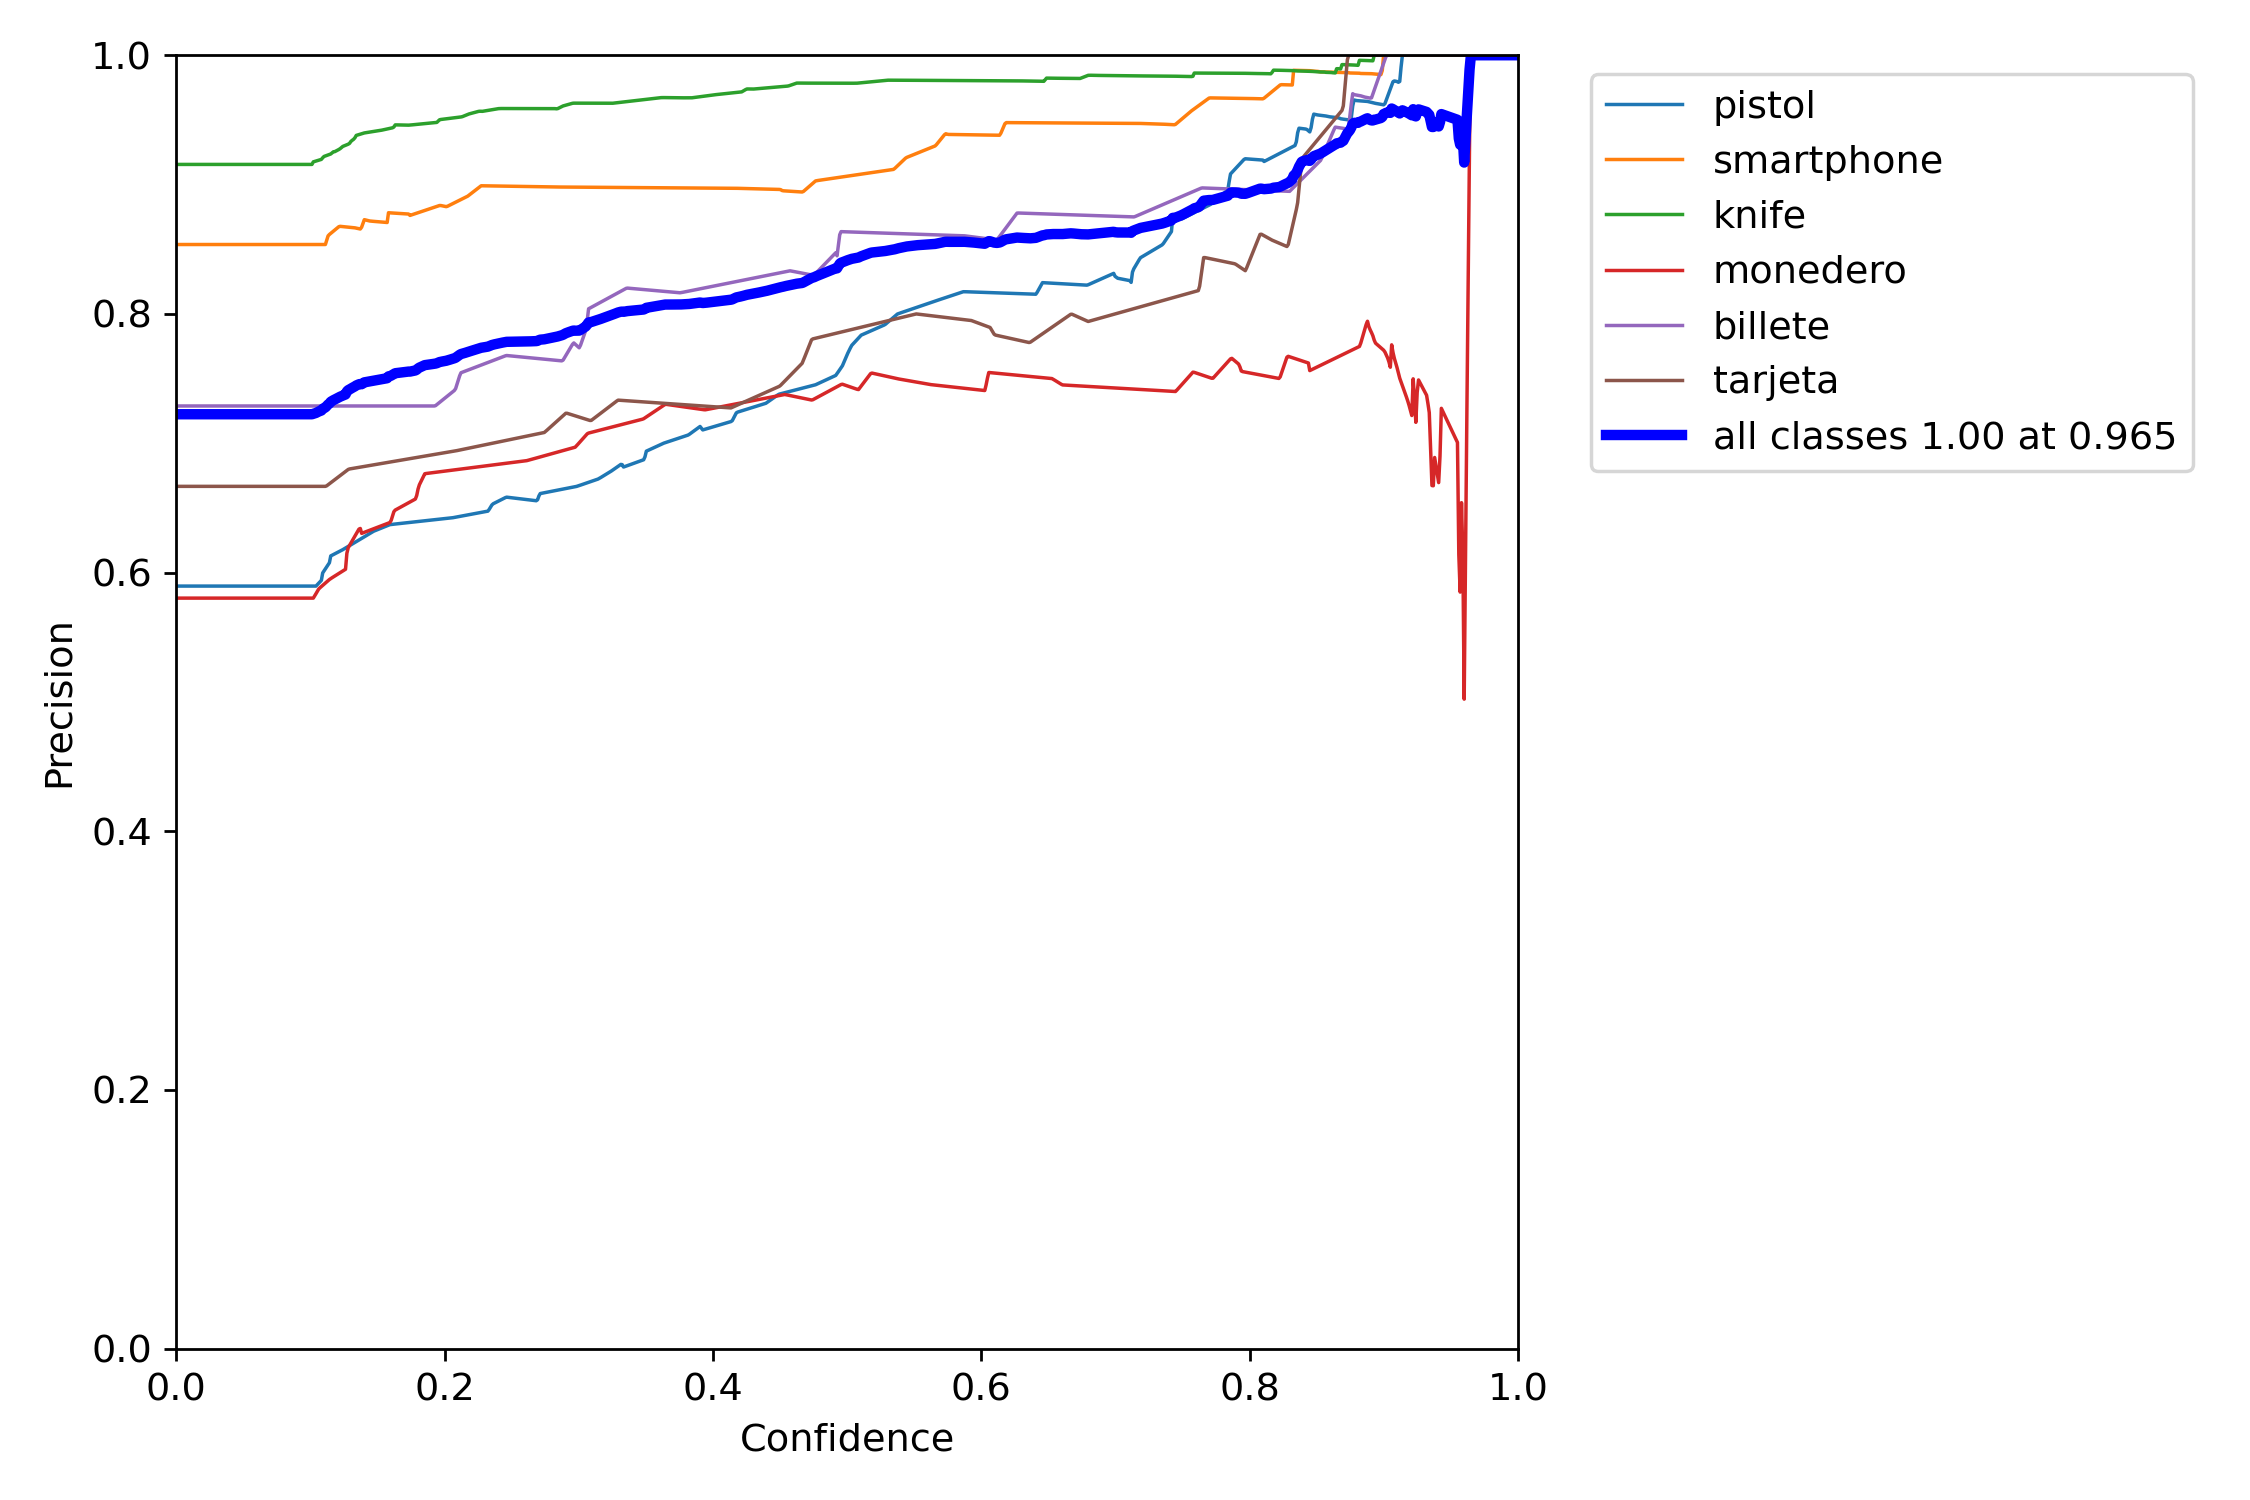 1.0
0.8
0.6
0.4
0.2
0.0
0.0 0.2 0.4 0.6 0.8 1.0
Precision
Confidence
pistol
smartphone
knife
monedero
billete
tarjeta
all classes 1.00 at 0.965